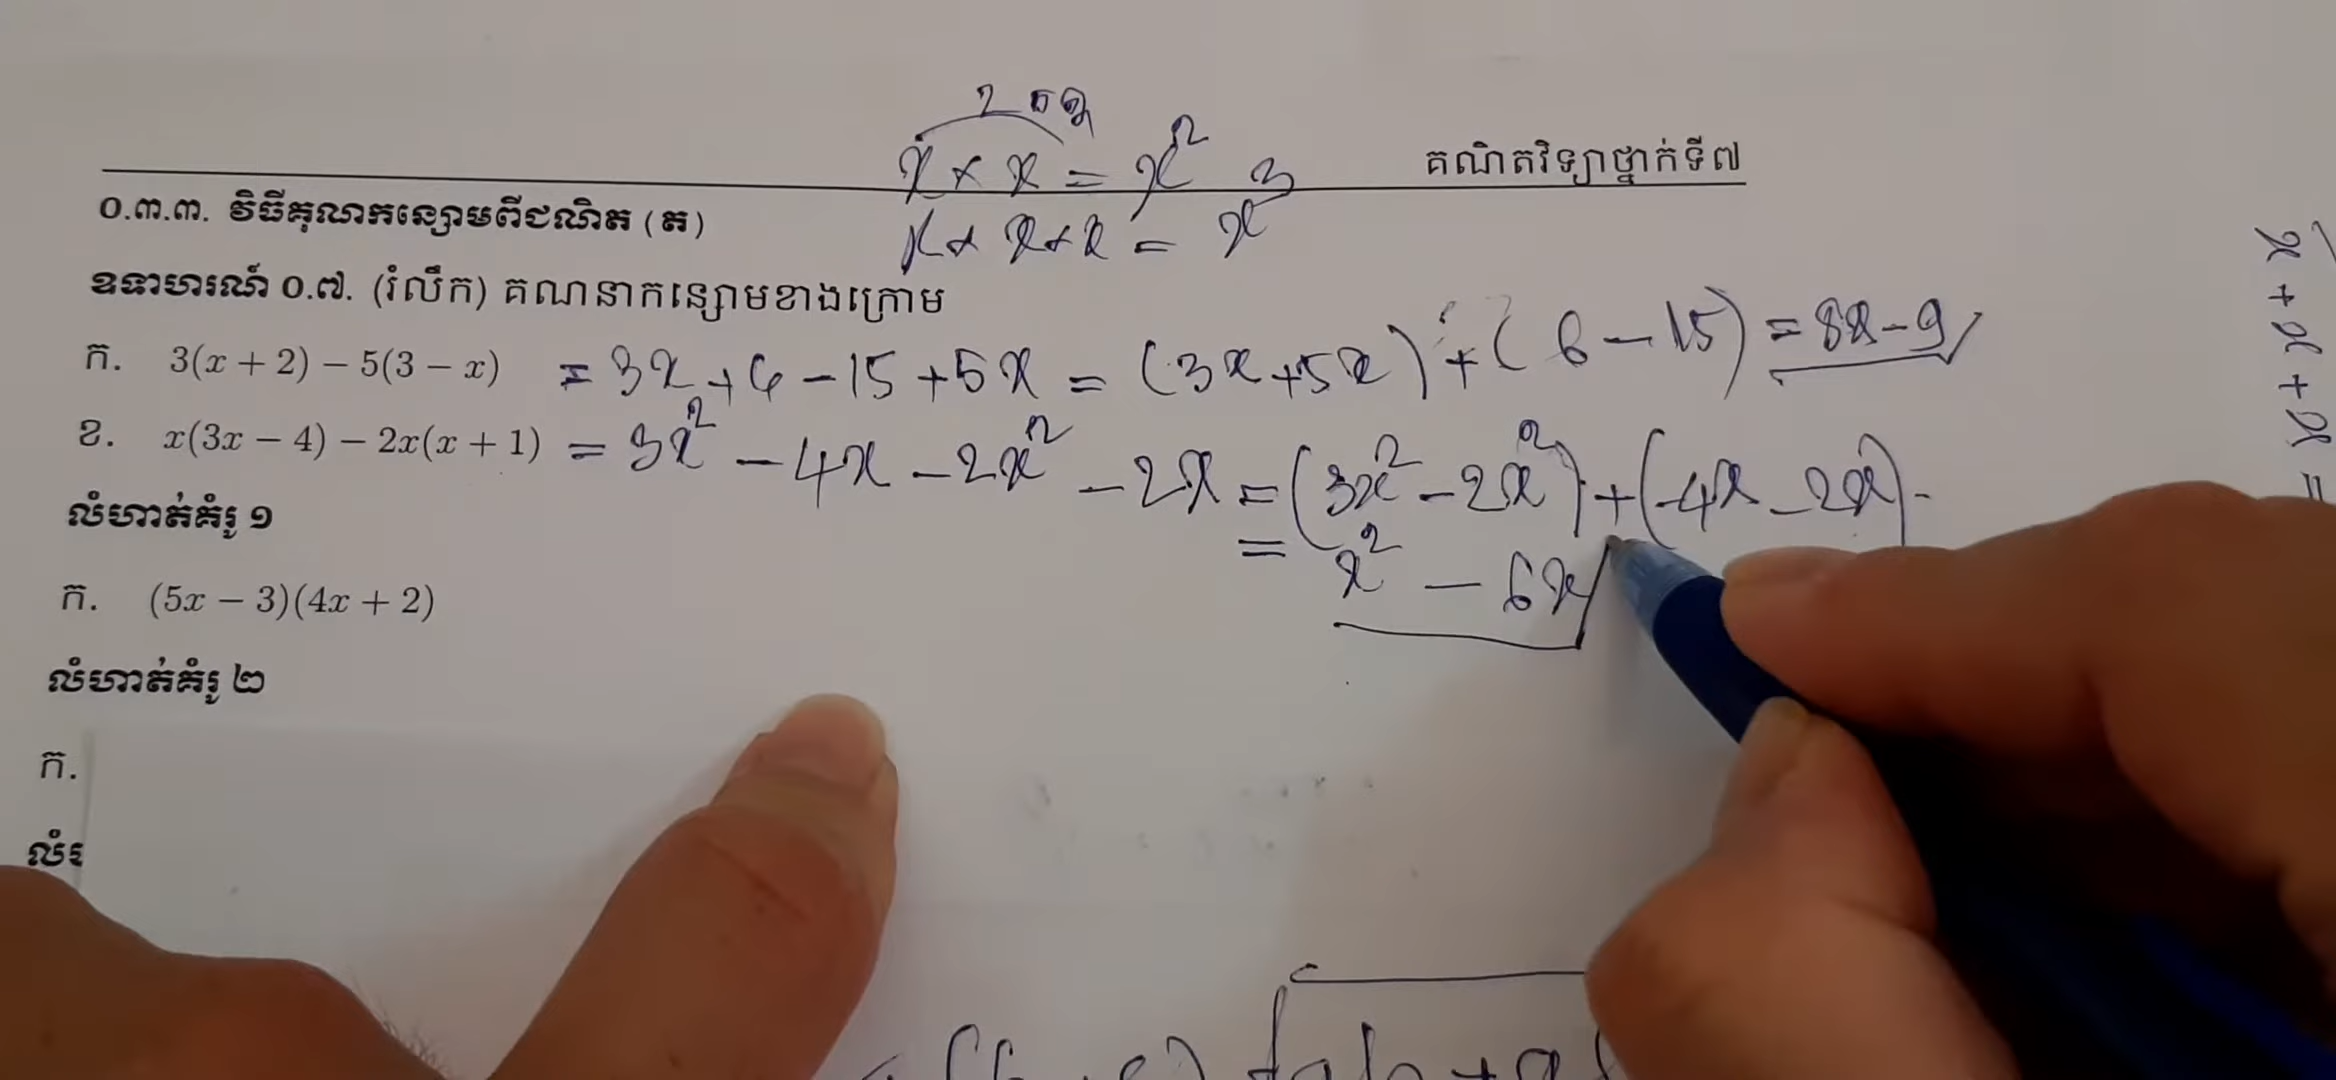 2 តួ
x × x = x²
គណិតវិទ្យាថ្នាក់ទី៧
x × x × x = x³
០.៣.៣. វិធីគុណកន្សោមពីជគណិត (ត)
ឧទាហរណ៍ ០.៧. (រំលឹក) គណនាកន្សោមខាងក្រោម
ក. 3(x + 2) − 5(3 − x) = 3x + 6 − 15 + 5x = (3x + 5x) + (6 − 15) = 8x − 9
ខ. x(3x − 4) − 2x(x + 1) = 3x² − 4x − 2x² − 2x = (3x² − 2x²) + (−4x − 2x)
= x² − 6x
លំហាត់គំរូ ១
ក. (5x − 3)(4x + 2)
លំហាត់គំរូ ២
ក.
x + x + x =